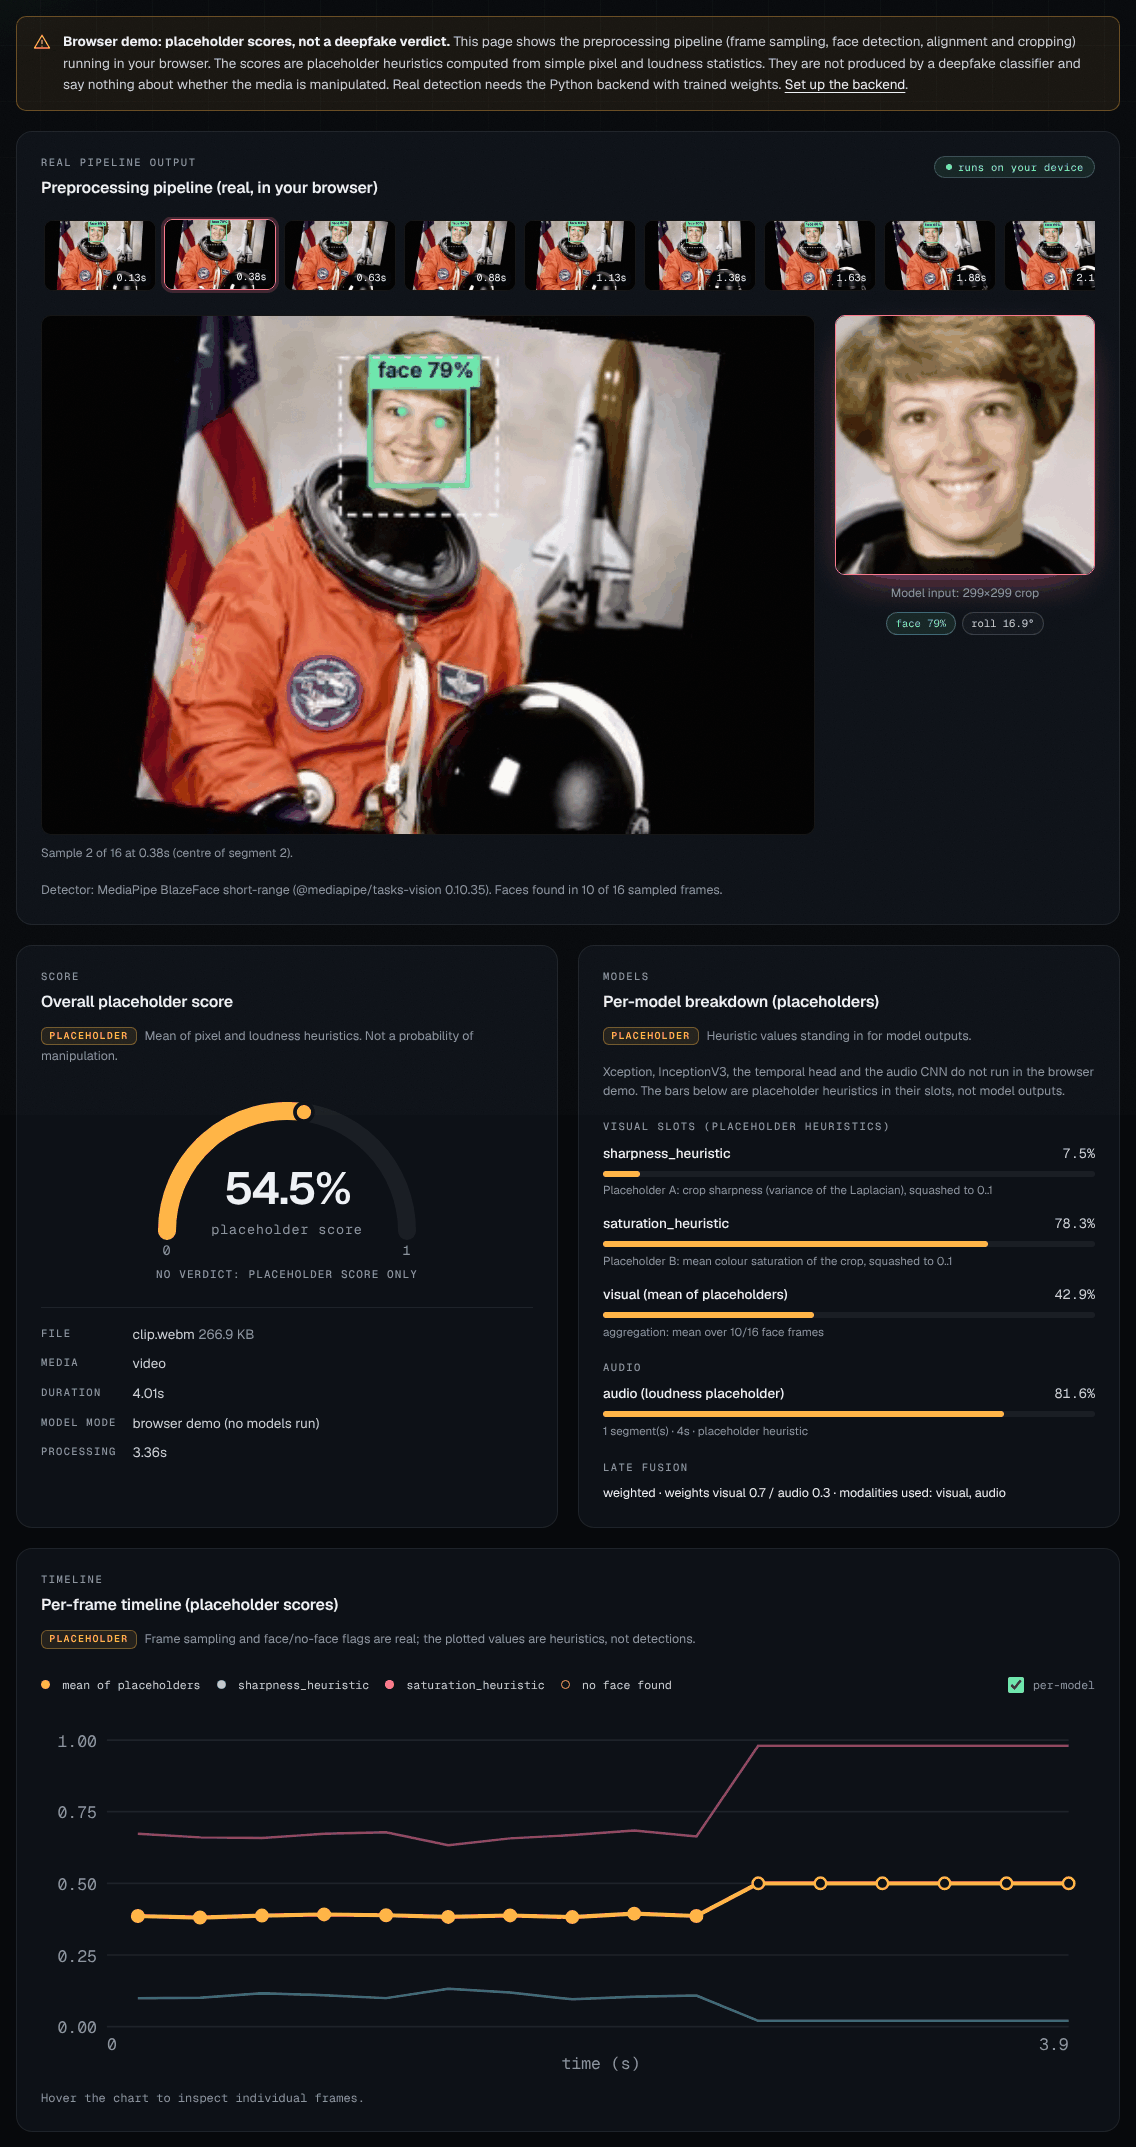 Browser demo: placeholder scores, not a deepfake verdict. This page shows the preprocessing pipeline (frame sampling, face detection, alignment and cropping)
running in your browser. The scores are placeholder heuristics computed from simple pixel and loudness statistics. They are not produced by a deepfake classifier and
say nothing about whether the media is manipulated. Real detection needs the Python backend with trained weights. Set up the backend.
REAL PIPELINE OUTPUT
Preprocessing pipeline (real, in your browser)
runs on your device
0.13s
0.38s
0.63s
0.88s
1.13s
1.38s
1.63s
1.88s
2.1
face 79%
Model input: 299×299 crop
face 79%
roll 16.9°
Sample 2 of 16 at 0.38s (centre of segment 2).
Detector: MediaPipe BlazeFace short-range (@mediapipe/tasks-vision 0.10.35). Faces found in 10 of 16 sampled frames.
SCORE
Overall placeholder score
PLACEHOLDER Mean of pixel and loudness heuristics. Not a probability of
manipulation.
54.5%
placeholder score
0 1
NO VERDICT: PLACEHOLDER SCORE ONLY
FILE clip.webm 266.9 KB
MEDIA video
DURATION 4.01s
MODEL MODE browser demo (no models run)
PROCESSING 3.36s
MODELS
Per-model breakdown (placeholders)
PLACEHOLDER Heuristic values standing in for model outputs.
Xception, InceptionV3, the temporal head and the audio CNN do not run in the browser
demo. The bars below are placeholder heuristics in their slots, not model outputs.
VISUAL SLOTS (PLACEHOLDER HEURISTICS)
sharpness_heuristic 7.5%
Placeholder A: crop sharpness (variance of the Laplacian), squashed to 0..1
saturation_heuristic 78.3%
Placeholder B: mean colour saturation of the crop, squashed to 0..1
visual (mean of placeholders) 42.9%
aggregation: mean over 10/16 face frames
AUDIO
audio (loudness placeholder) 81.6%
1 segment(s) · 4s · placeholder heuristic
LATE FUSION
weighted · weights visual 0.7 / audio 0.3 · modalities used: visual, audio
TIMELINE
Per-frame timeline (placeholder scores)
PLACEHOLDER Frame sampling and face/no-face flags are real; the plotted values are heuristics, not detections.
mean of placeholders sharpness_heuristic saturation_heuristic no face found
per-model
1.00
0.75
0.50
0.25
0.00
0 3.9
time (s)
Hover the chart to inspect individual frames.